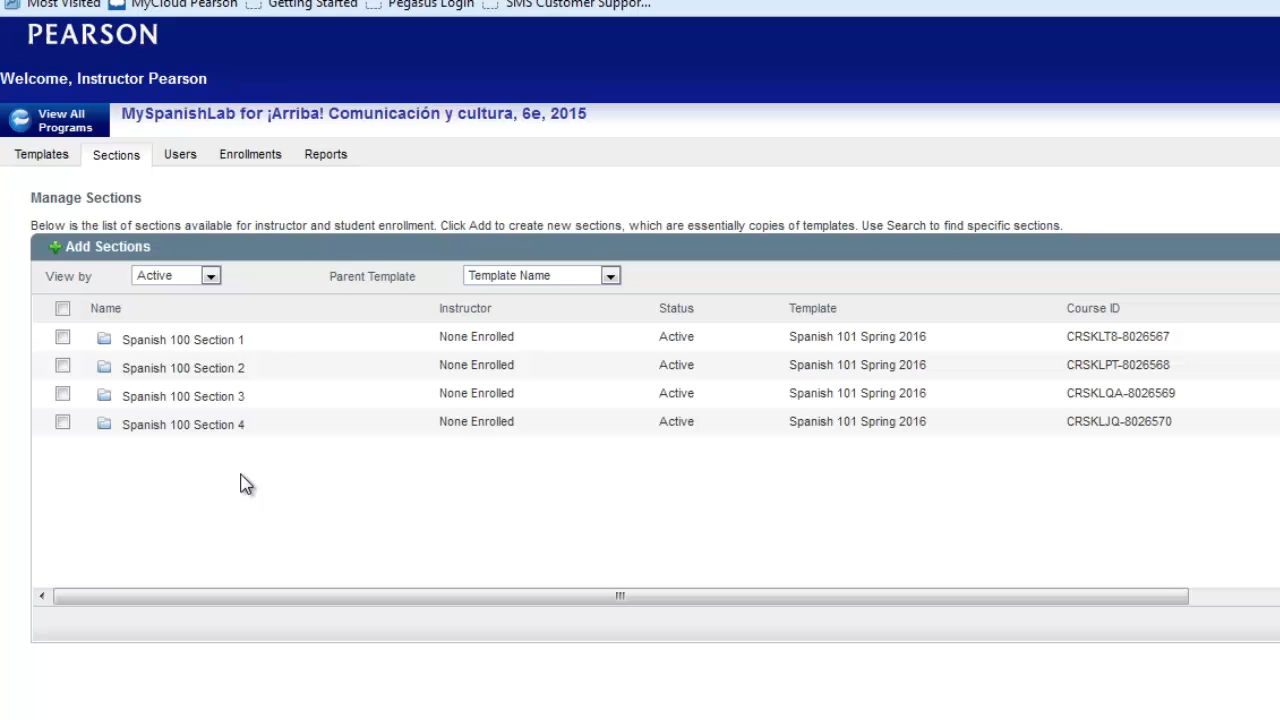 Most Visited MyCloud Pearson Getting Started Pegasus Login SMS Customer Suppor...
PEARSON
Welcome, Instructor Pearson
View All
Programs
MySpanishLab for ¡Arriba! Comunicación y cultura, 6e, 2015
Templates Sections Users Enrollments Reports
Manage Sections
Below is the list of sections available for instructor and student enrollment. Click Add to create new sections, which are essentially copies of templates. Use Search to find specific sections.
Add Sections
View by Active Parent Template Template Name
Name Instructor Status Template Course ID
Spanish 100 Section 1 None Enrolled Active Spanish 101 Spring 2016 CRSKLT8-8026567
Spanish 100 Section 2 None Enrolled Active Spanish 101 Spring 2016 CRSKLPT-8026568
Spanish 100 Section 3 None Enrolled Active Spanish 101 Spring 2016 CRSKLQA-8026569
Spanish 100 Section 4 None Enrolled Active Spanish 101 Spring 2016 CRSKLJQ-8026570